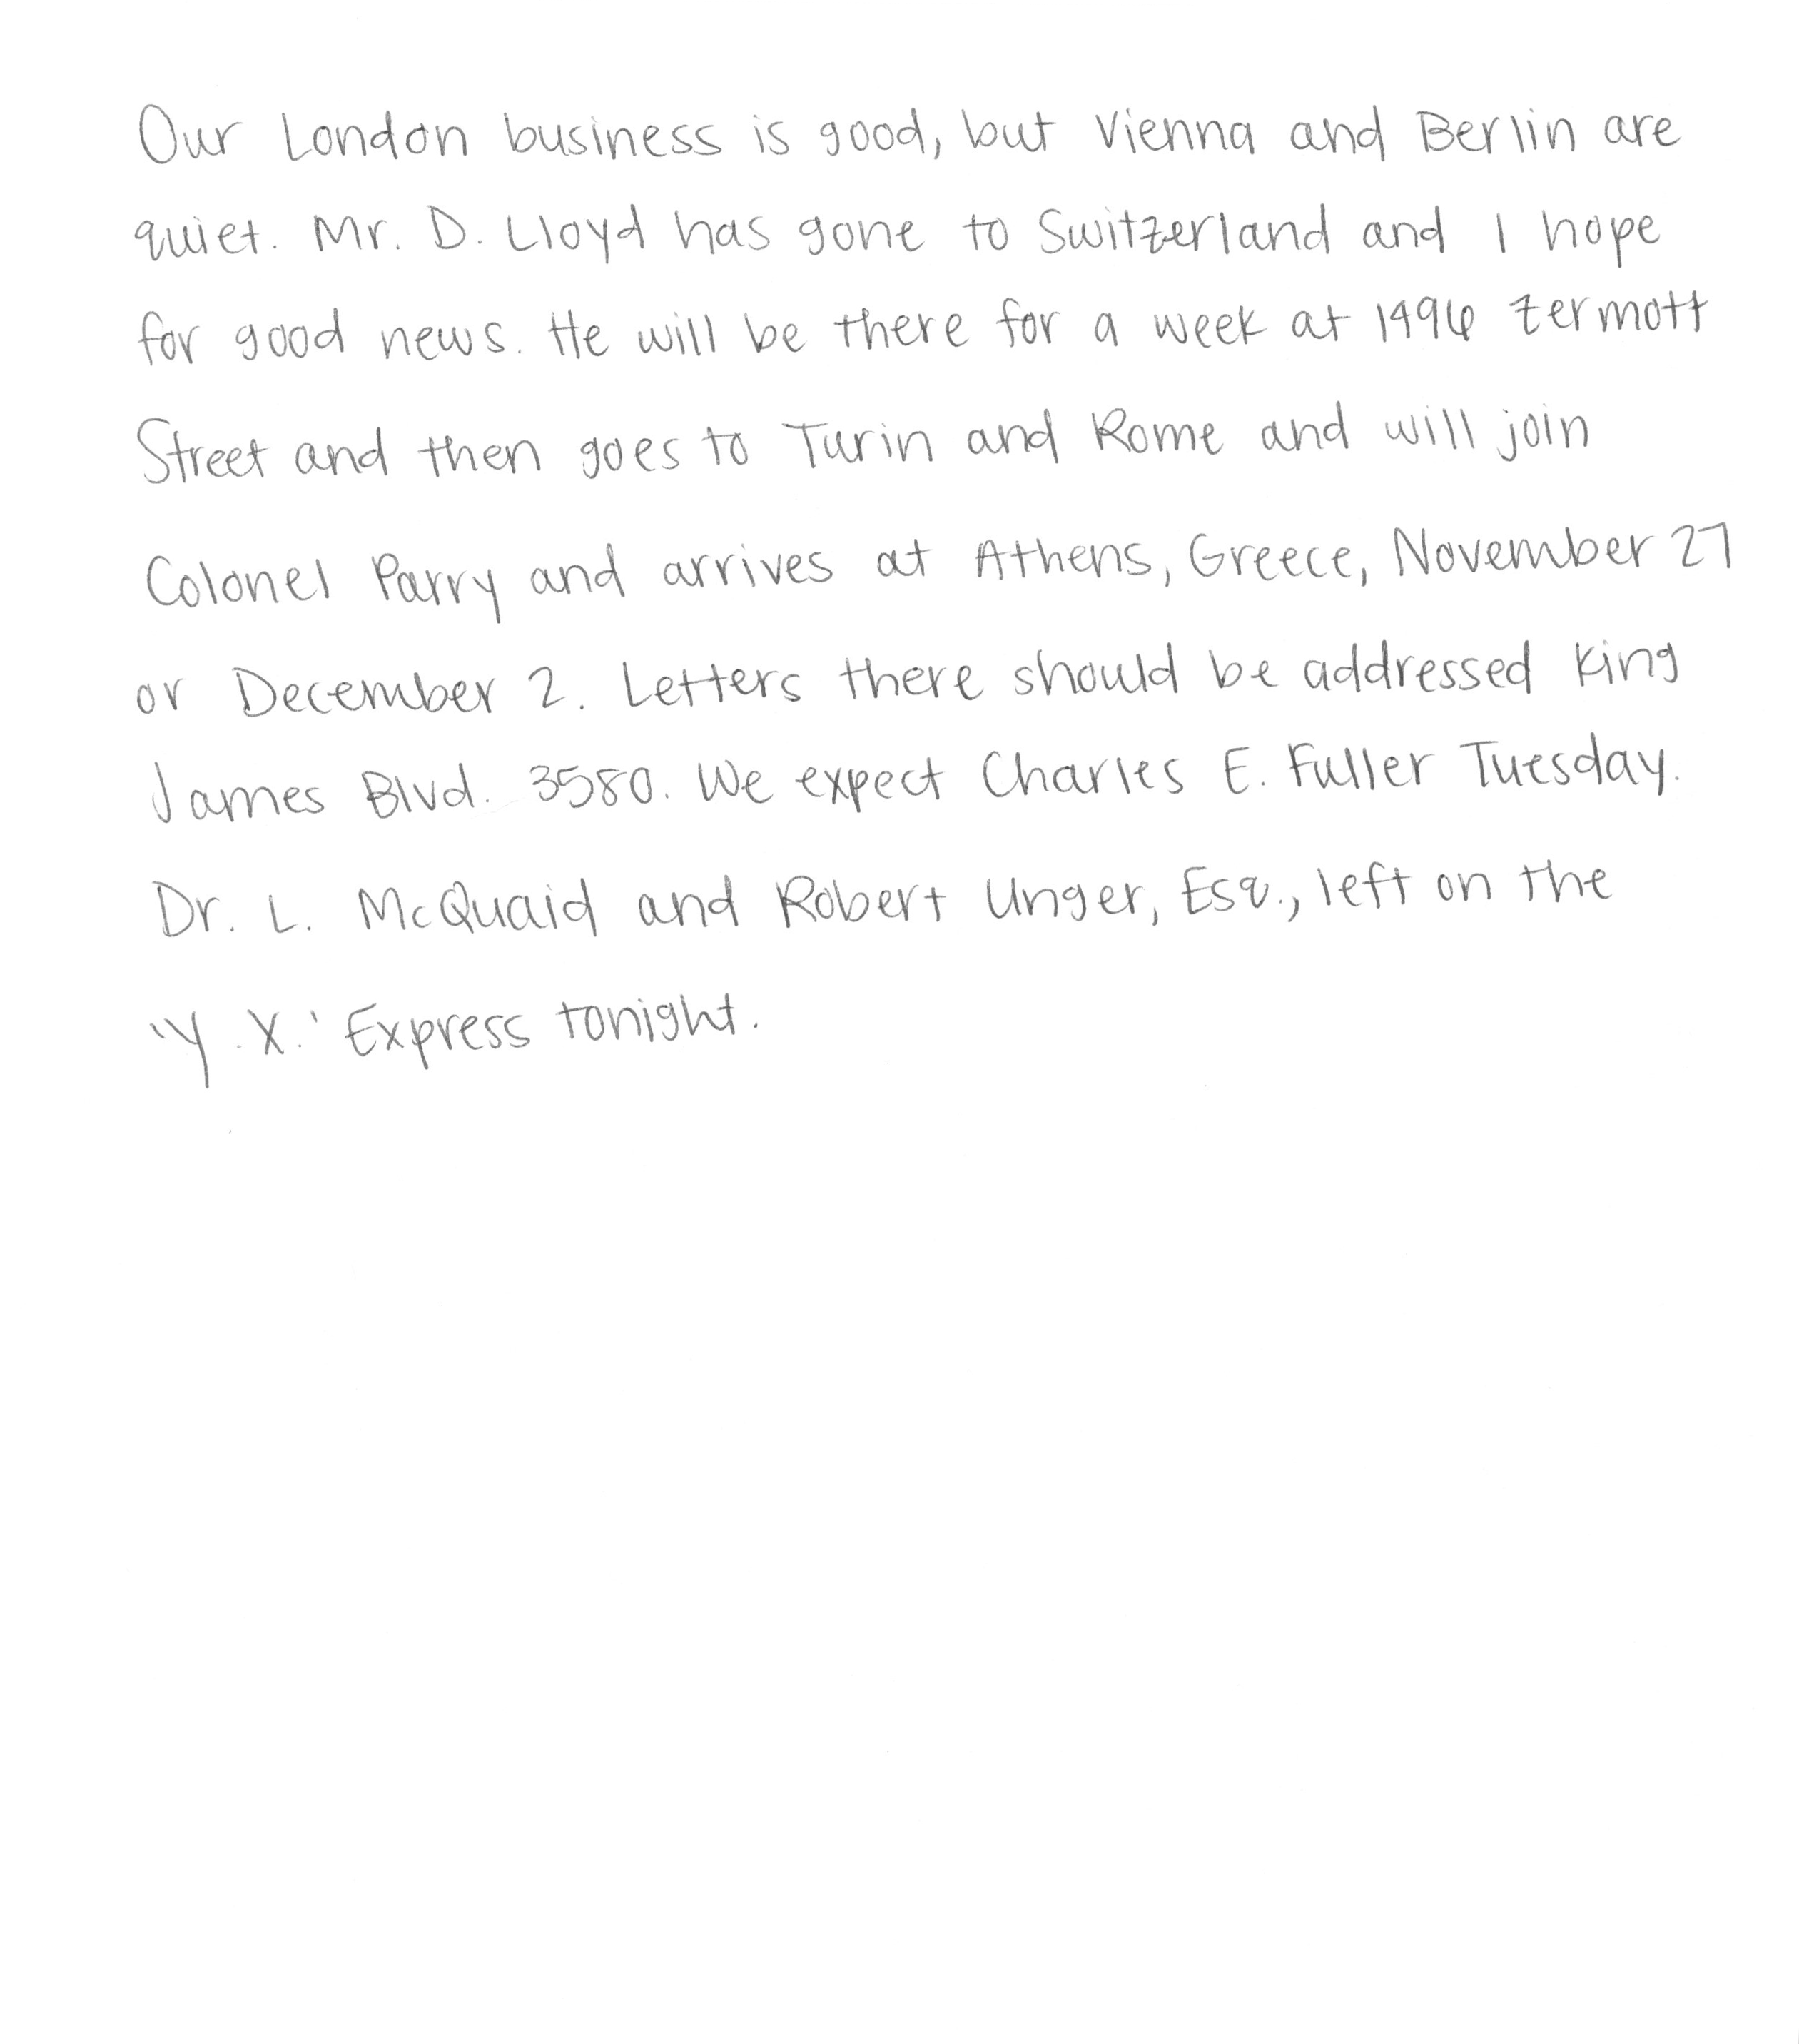 Our London business is good, but Vienna and Berlin are
quiet. Mr. D. Lloyd has gone to Switzerland and I hope
for good news. He will be there for a week at 1496 Zermott
Street and then goes to Turin and Rome and will join
Colonel Parry and arrives at Athens, Greece, November 27
or December 2. Letters there should be addressed King
James Blvd. 3580. We expect Charles E. Fuller Tuesday.
Dr. L. McQuaid and Robert Unger, Esq., left on the
'Y.X.' Express tonight.